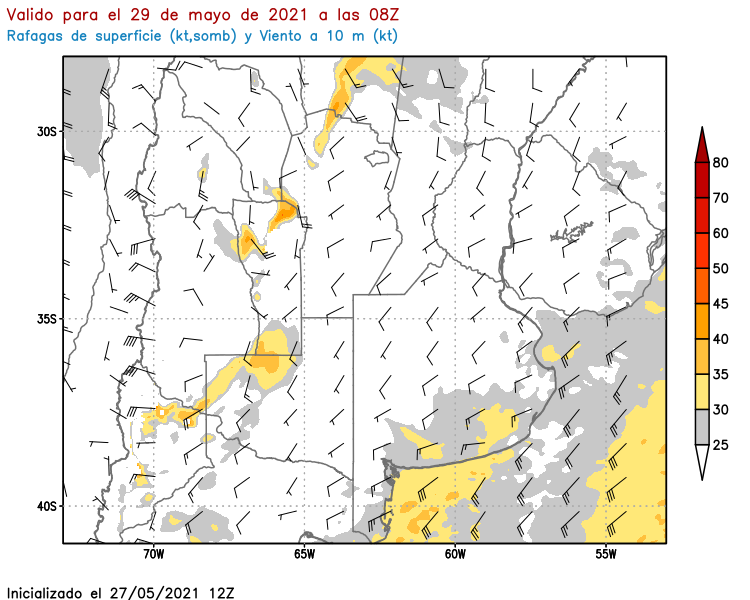 Valido para el 29 de mayo de 2021 a las 08Z
Rafagas de superficie (kt,somb) y Viento a 10 m (kt)
30S
35S
40S
70W
65W
60W
55W
80
70
60
50
45
40
35
30
25
Inicializado el 27/05/2021 12Z